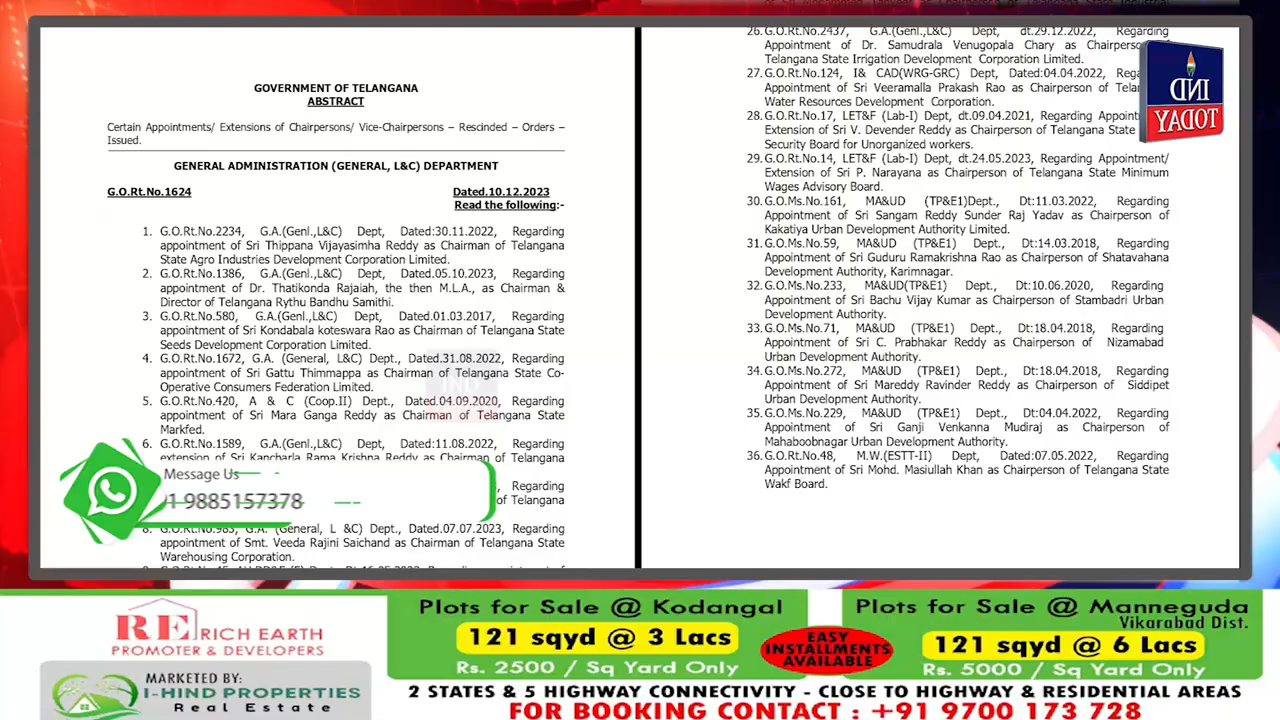 GOVERNMENT OF TELANGANA
ABSTRACT
Certain Appointments/ Extensions of Chairpersons/ Vice-Chairpersons – Rescinded – Orders –
Issued.
GENERAL ADMINISTRATION (GENERAL, L&C) DEPARTMENT
G.O.Rt.No.1624 Dated.10.12.2023
Read the following:-
1. G.O.Rt.No.2234, G.A.(Genl.,L&C) Dept, Dated:30.11.2022, Regarding
appointment of Sri Thippana Vijayasimha Reddy as Chairman of Telangana
State Agro Industries Development Corporation Limited.
2. G.O.Rt.No.1386, G.A.(Genl.,L&C) Dept, Dated.05.10.2023, Regarding
appointment of Dr. Thatikonda Rajaiah, the then M.L.A., as Chairman &
Director of Telangana Rythu Bandhu Samithi.
3. G.O.Rt.No.580, G.A.(Genl.,L&C) Dept, Dated.01.03.2017, Regarding
appointment of Sri Kondabala koteswara Rao as Chairman of Telangana State
Seeds Development Corporation Limited.
4. G.O.Rt.No.1672, G.A. (General, L&C) Dept., Dated.31.08.2022, Regarding
appointment of Sri Gattu Thimmappa as Chairman of Telangana State Co-
Operative Consumers Federation Limited.
5. G.O.Rt.No.420, A & C (Coop.II) Dept., Dated.04.09.2020, Regarding
appointment of Sri Mara Ganga Reddy as Chairman of Telangana State
Markfed.
6. G.O.Rt.No.1589, G.A.(Genl.,L&C) Dept, Dated:11.08.2022, Regarding
extension of Sri Kancharla Rama Krishna Reddy as Chairman of Telangana
Regarding
of Telangana
8. G.O.Rt.No.983, G.A. (General, L &C) Dept., Dated.07.07.2023, Regarding
appointment of Smt. Veeda Rajini Saichand as Chairman of Telangana State
Warehousing Corporation.
Message Us
1 9885157378
26. G.O.Rt.No.2437, G.A.(Genl.,L&C) Dept, dt.29.12.2022, Regarding
Appointment of Dr. Samudrala Venugopala Chary as
Telangana State Irrigation Development Corporation Limited.
27. G.O.Rt.No.124, I& CAD(WRG-GRC) Dept, Dated:04.04.2022,
Appointment of Sri Veeramalla Prakash Rao as Chairperson of
Water Resources Development Corporation.
28. G.O.Rt.No.17, LET&F (Lab-I) Dept, dt.09.04.2021, Regarding
Extension of Sri V. Devender Reddy as Chairperson of Telangana State
Security Board for Unorganized workers.
29. G.O.Rt.No.14, LET&F (Lab-I) Dept, dt.24.05.2023, Regarding Appointment/
Extension of Sri P. Narayana as Chairperson of Telangana State Minimum
Wages Advisory Board.
30. G.O.Ms.No.161, MA&UD (TP&E1)Dept., Dt:11.03.2022, Regarding
Appointment of Sri Sangam Reddy Sunder Raj Yadav as Chairperson of
Kakatiya Urban Development Authority Limited.
31. G.O.Ms.No.59, MA&UD (TP&E1) Dept., Dt:14.03.2018, Regarding
Appointment of Sri Guduru Ramakrishna Rao as Chairperson of Shatavahana
Development Authority, Karimnagar.
32. G.O.Ms.No.233, MA&UD(TP&E1) Dept., Dt:10.06.2020, Regarding
Appointment of Sri Bachu Vijay Kumar as Chairperson of Stambadri Urban
Development Authority.
33. G.O.Ms.No.71, MA&UD (TP&E1) Dept., Dt:18.04.2018, Regarding
Appointment of Sri C. Prabhakar Reddy as Chairperson of Nizamabad
Urban Development Authority.
34. G.O.Ms.No.272, MA&UD (TP&E1) Dept., Dt:18.04.2018, Regarding
Appointment of Sri Mareddy Ravinder Reddy as Chairperson of Siddipet
Urban Development Authority.
35. G.O.Ms.No.229, MA&UD (TP&E1) Dept., Dt:04.04.2022, Regarding
Appointment of Sri Ganji Venkanna Mudiraj as Chairperson of
Mahaboobnagar Urban Development Authority.
36. G.O.Rt.No.48, M.W.(ESTT-II) Dept, Dated:07.05.2022, Regarding
Appointment of Sri Mohd. Masiullah Khan as Chairperson of Telangana State
Wakf Board.
IND
TODAY
RE RICH EARTH
PROMOTER & DEVELOPERS
MARKETED BY:
I-HIND PROPERTIES
Real Estate
Plots for Sale @ Kodangal
121 sqyd @ 3 Lacs
Rs. 2500 / Sq Yard Only
EASY
INSTALLMENTS
AVAILABLE
Plots for Sale @ Manneguda
Vikarabad Dist.
121 sqyd @ 6 Lacs
Rs. 5000 / Sq Yard Only
2 STATES & 5 HIGHWAY CONNECTIVITY - CLOSE TO HIGHWAY & RESIDENTIAL AREAS
FOR BOOKING CONTACT : +91 9700 173 728